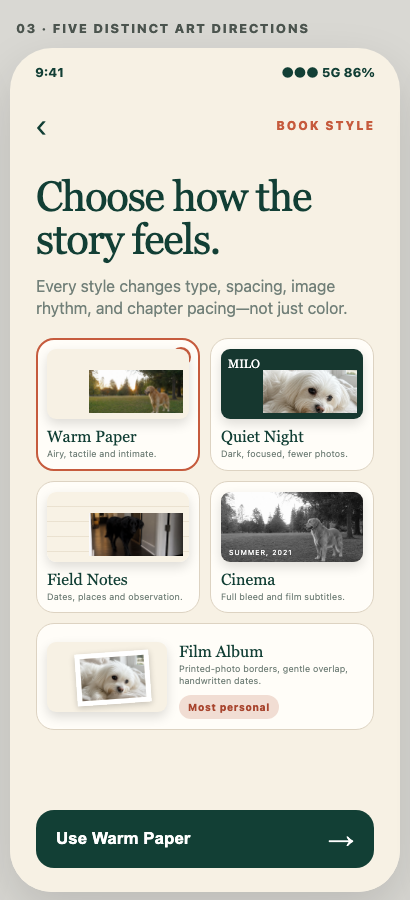 03 · FIVE DISTINCT ART DIRECTIONS
9:41
●●● 5G 86%
‹
BOOK STYLE
Choose how the
story feels.
Every style changes type, spacing, image
rhythm, and chapter pacing—not just color.
Warm Paper
Airy, tactile and intimate.
MILO
Quiet Night
Dark, focused, fewer photos.
Field Notes
Dates, places and observation.
SUMMER, 2021
Cinema
Full bleed and film subtitles.
Film Album
Printed-photo borders, gentle overlap,
handwritten dates.
Most personal
Use Warm Paper →